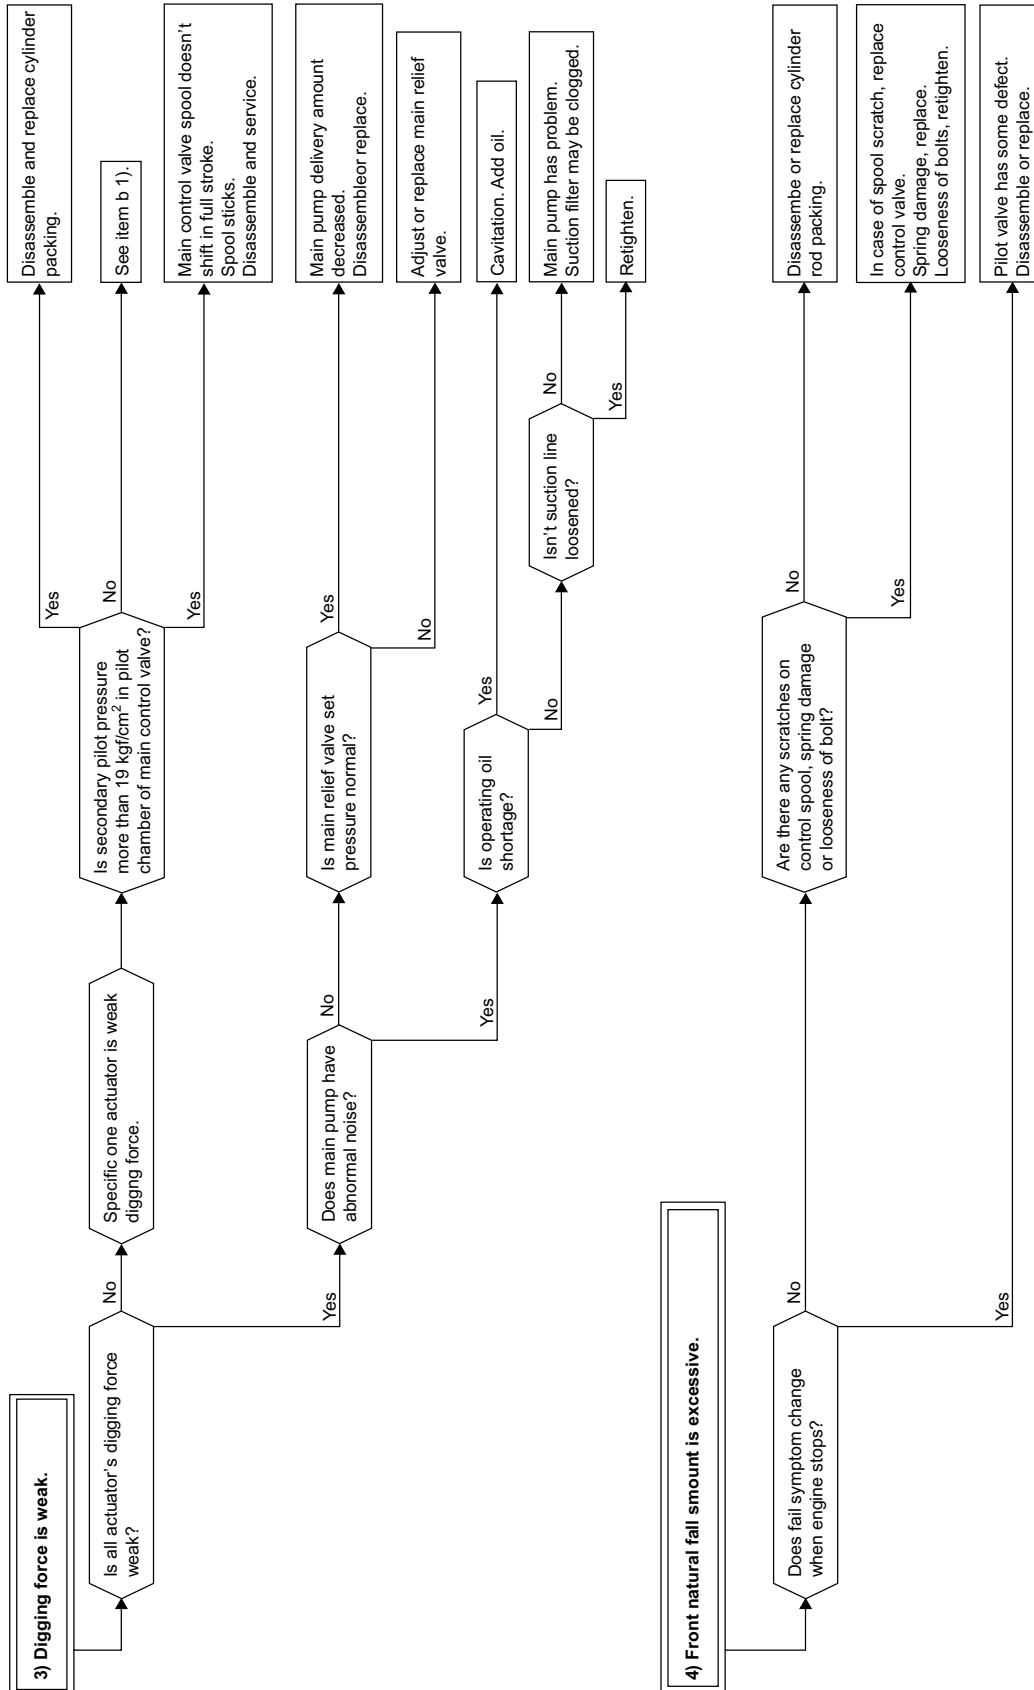 3) Digging force is weak.
Is all actuator's digging force
weak?
No
Yes
Specific one actuator is weak
diggng force.
Is secondary pilot pressure
more than 19 kgf/cm² in pilot
chamber of main control valve?
Yes
No
Yes
Disassemble and replace cylinder
packing.
See item b 1).
Main control valve spool doesn't
shift in full stroke.
Spool sticks.
Disassemble and service.
Does main pump have
abnormal noise?
No
Yes
Is main relief valve set
pressure normal?
Yes
No
Main pump delivery amount
decreased.
Disassembleor replace.
Adjust or replace main relief
valve.
Is operating oil
shortage?
Yes
No
Cavitation. Add oil.
Isn't suction line
loosened?
No
Yes
Main pump has problem.
Suction filter may be clogged.
Retighten.
4) Front natural fall smount is excessive.
Does fail symptom change
when engine stops?
No
Yes
Are there any scratches on
control spool, spring damage
or looseness of bolt?
No
Yes
Disassembe or replace cylinder
rod packing.
In case of spool scratch, replace
control valve.
Spring damage, replace.
Looseness of bolts, retighten.
Pilot valve has some defect.
Disassemble or replace.